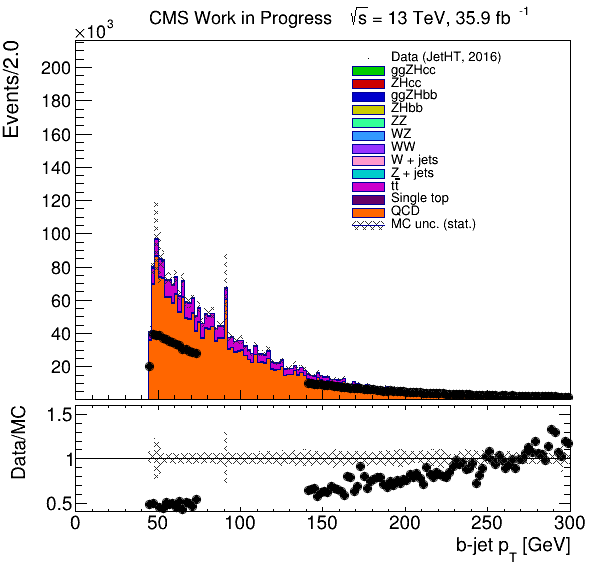 CMS Work in Progress √s = 13 TeV, 35.9 fb⁻¹
×10³
Events/2.0
200
180
160
140
120
100
80
60
40
20
Data (JetHT, 2016)
ggZHcc
ZHcc
ggZHbb
ZHbb
ZZ
WZ
WW
W + jets
Z + jets
tt̅
Single top
QCD
MC unc. (stat.)
Data/MC
1.5
1
0.5
0 50 100 150 200 250 300
b-jet p_T [GeV]